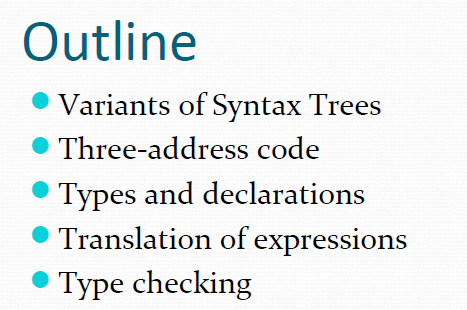 Outline
Variants of Syntax Trees
Three-address code
Types and declarations
Translation of expressions
Type checking